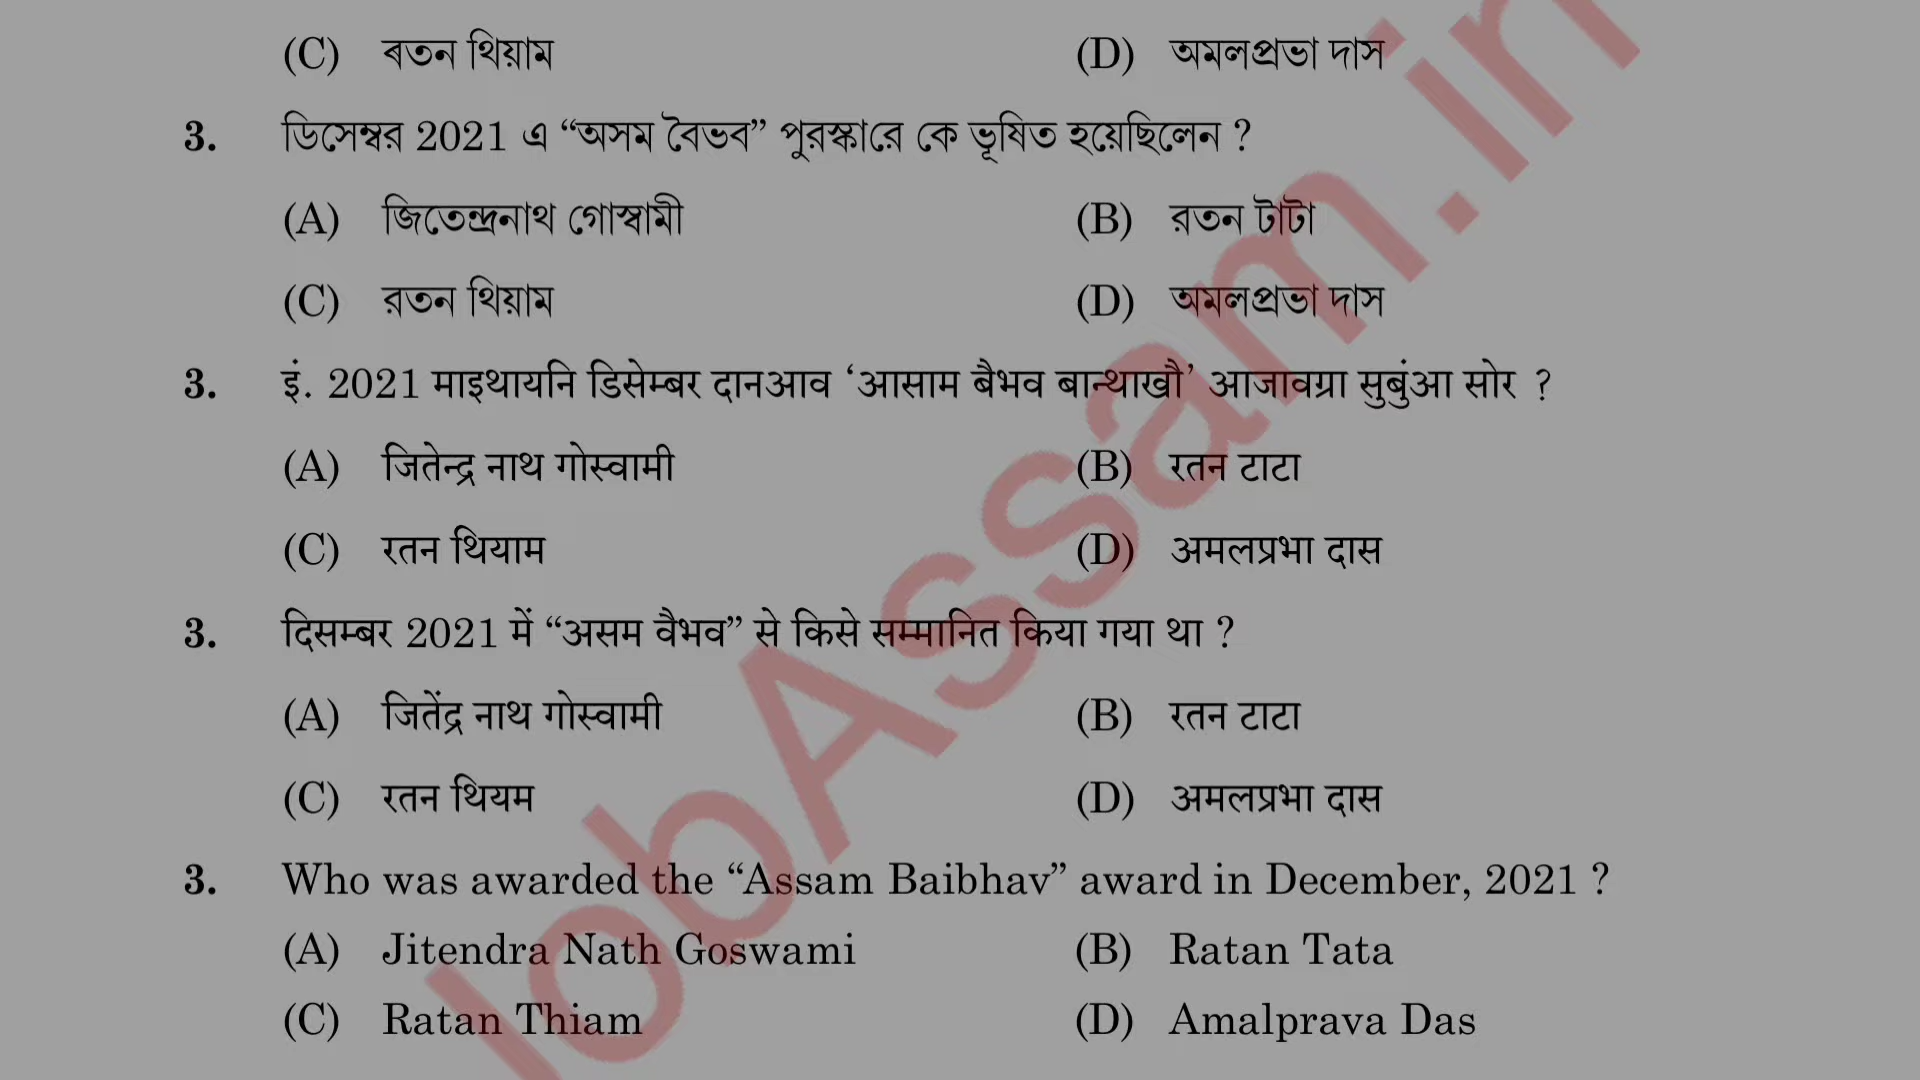 (C) ৰতন থিয়াম (D) অমলপ্ৰভা দাস
3. ডিসেম্বর 2021 এ “অসম বৈভব” পুরস্কারে কে ভূষিত হয়েছিলেন ?
(A) জিতেন্দ্রনাথ গোস্বামী (B) রতন টাটা
(C) রতন থিয়াম (D) অমলপ্রভা দাস
3. इं. 2021 माइथायनि डिसेम्बर दानआव ‘आसाम बैभव बान्थाखौ’ आजावग्रा सुबुंआ सोर ?
(A) जितेन्द्र नाथ गोस्वामी (B) रतन टाटा
(C) रतन थियाम (D) अमलप्रभा दास
3. दिसम्बर 2021 में “असम वैभव” से किसे सम्मानित किया गया था ?
(A) जितेंद्र नाथ गोस्वामी (B) रतन टाटा
(C) रतन थियम (D) अमलप्रभा दास
3. Who was awarded the “Assam Baibhav” award in December, 2021 ?
(A) Jitendra Nath Goswami (B) Ratan Tata
(C) Ratan Thiam (D) Amalprava Das
JobAssam.in